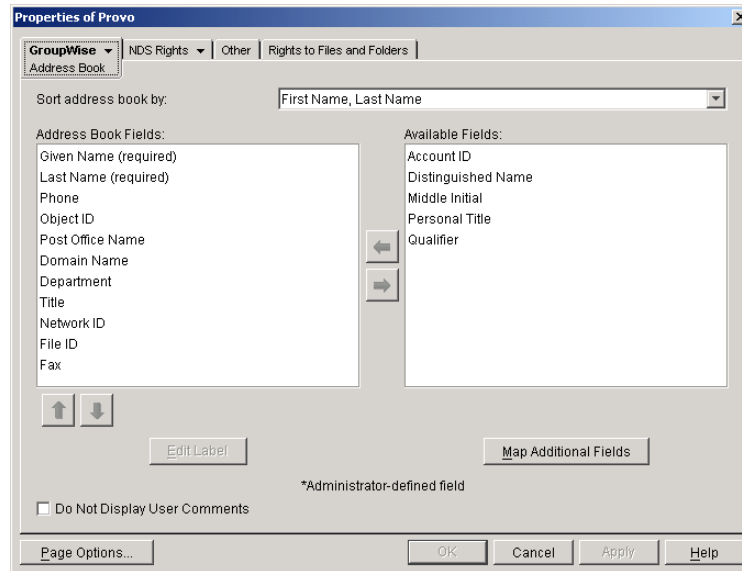 Properties of Provo
GroupWise NDS Rights Other Rights to Files and Folders
Address Book
Sort address book by: First Name, Last Name
Address Book Fields: Available Fields:
Given Name (required) Account ID
Last Name (required) Distinguished Name
Phone Middle Initial
Object ID Personal Title
Post Office Name Qualifier
Domain Name
Department
Title
Network ID
File ID
Fax
Edit Label Map Additional Fields
*Administrator-defined field
Do Not Display User Comments
Page Options... OK Cancel Apply Help